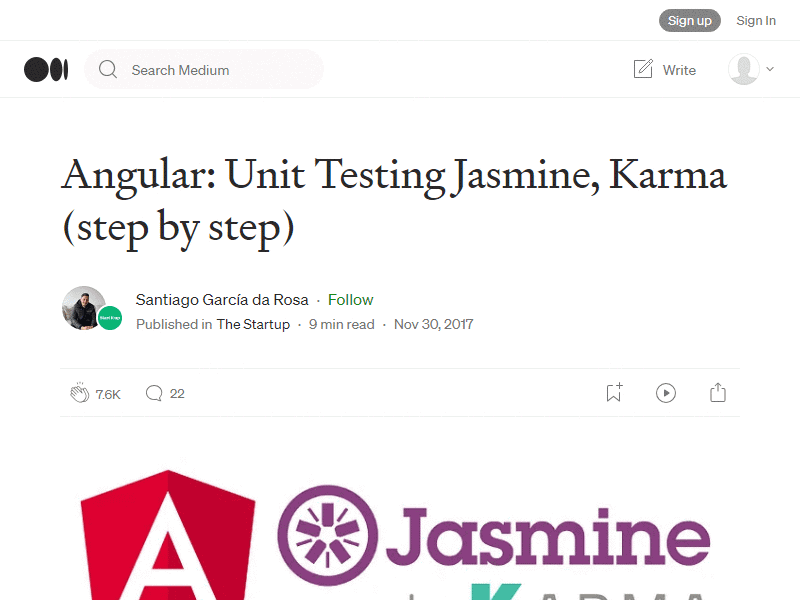 Sign up Sign In
Search Medium Write
Angular: Unit Testing Jasmine, Karma
(step by step)
Santiago García da Rosa · Follow
Published in The Startup · 9 min read · Nov 30, 2017
7.6K 22
Jasmine
KARMA